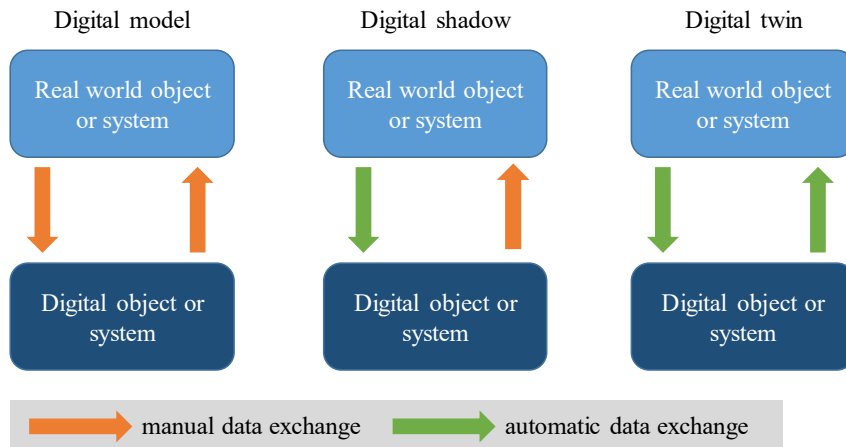 Digital model
Digital shadow
Digital twin
Real world object
or system
Real world object
or system
Real world object
or system
Digital object or
system
Digital object or
system
Digital object or
system
manual data exchange
automatic data exchange